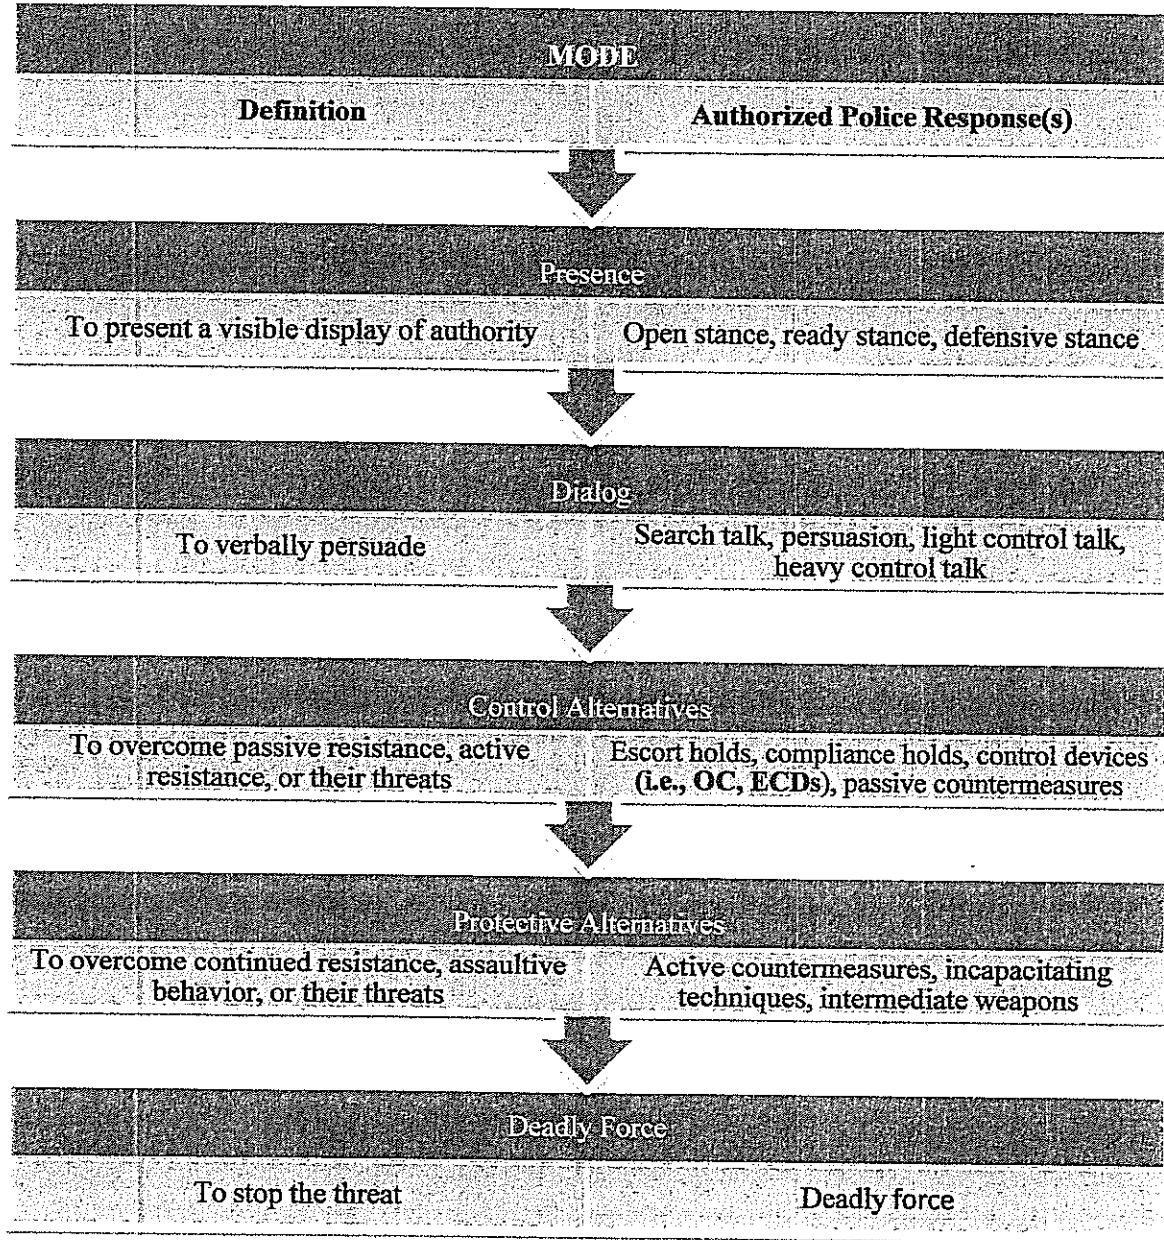 MODE
Definition
Authorized Police Response(s)
Presence
To present a visible display of authority
Open stance, ready stance, defensive stance
Dialog
To verbally persuade
Search talk, persuasion, light control talk,
heavy control talk
Control Alternatives
To overcome passive resistance, active
resistance, or their threats
Escort holds, compliance holds, control devices
(i.e., OC, ECDs), passive countermeasures
Protective Alternatives
To overcome continued resistance, assaultive
behavior, or their threats
Active countermeasures, incapacitating
techniques, intermediate weapons
Deadly Force
To stop the threat
Deadly force